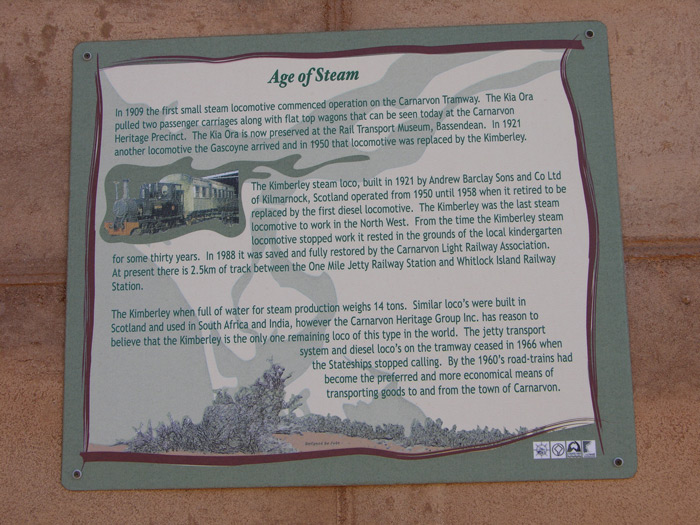 Age of Steam
In 1909 the first small steam locomotive commenced operation on the Carnarvon Tramway. The Kia Ora
pulled two passenger carriages along with flat top wagons that can be seen today at the Carnarvon
Heritage Precinct. The Kia Ora is now preserved at the Rail Transport Museum, Bassendean. In 1921
another locomotive the Gascoyne arrived and in 1950 that locomotive was replaced by the Kimberley.
The Kimberley steam loco, built in 1921 by Andrew Barclay Sons and Co Ltd
of Kilmarnock, Scotland operated from 1950 until 1958 when it retired to be
replaced by the first diesel locomotive. The Kimberley was the last steam
locomotive to work in the North West. From the time the Kimberley steam
locomotive stopped work it rested in the grounds of the local kindergarten
for some thirty years. In 1988 it was saved and fully restored by the Carnarvon Light Railway Association.
At present there is 2.5km of track between the One Mile Jetty Railway Station and Whitlock Island Railway
Station.
The Kimberley when full of water for steam production weighs 14 tons. Similar loco's were built in
Scotland and used in South Africa and India, however the Carnarvon Heritage Group Inc. has reason to
believe that the Kimberley is the only one remaining loco of this type in the world. The jetty transport
system and diesel loco's on the tramway ceased in 1966 when
the Stateships stopped calling. By the 1960's road-trains had
become the preferred and more economical means of
transporting goods to and from the town of Carnarvon.